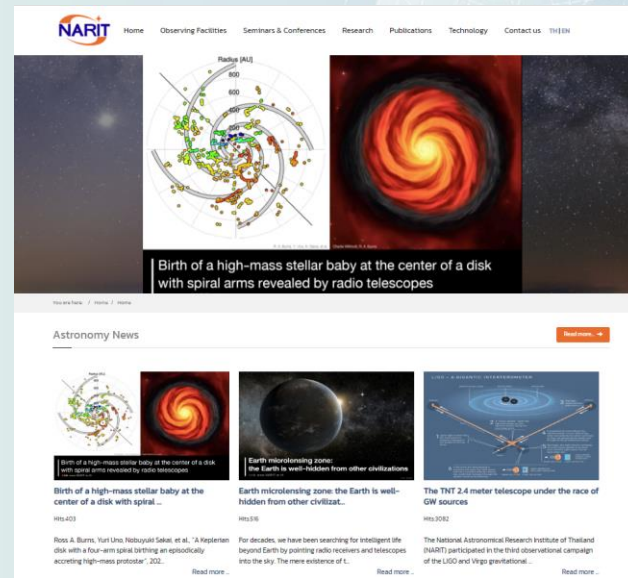 NARIT
Home Observing Facilities Seminars & Conferences Research Publications Technology Contact us TH|EN
Radius [AU]
800
600
400
200
Birth of a high-mass stellar baby at the center of a disk
with spiral arms revealed by radio telescopes
You are here / Home / Home
Astronomy News
Read more..
Birth of a high-mass stellar baby at the center of a disk
with spiral arms revealed by radio telescopes
Earth microlensing zone:
the Earth is well-hidden from other civilizations
LIGO – A GIGANTIC INTERFEROMETER
Birth of a high-mass stellar baby at the
center of a disk with spiral ...
Hits:403
Ross A. Burns, Yuri Uno, Nobuyuki Sakai, et al., "A Keplerian
disk with a four-arm spiral birthing an episodically
accreting high-mass protostar", 202...
Read more ...
Earth microlensing zone: the Earth is well-
hidden from other civilizat...
Hits:516
For decades, we have been searching for intelligent life
beyond Earth by pointing radio receivers and telescopes
into the sky. The mere existence of t...
Read more ...
The TNT 2.4 meter telescope under the race of
GW sources
Hits:3082
The National Astronomical Research Institute of Thailand
(NARIT) participated in the third observational campaign
of the LIGO and Virgo gravitational ...
Read more ...